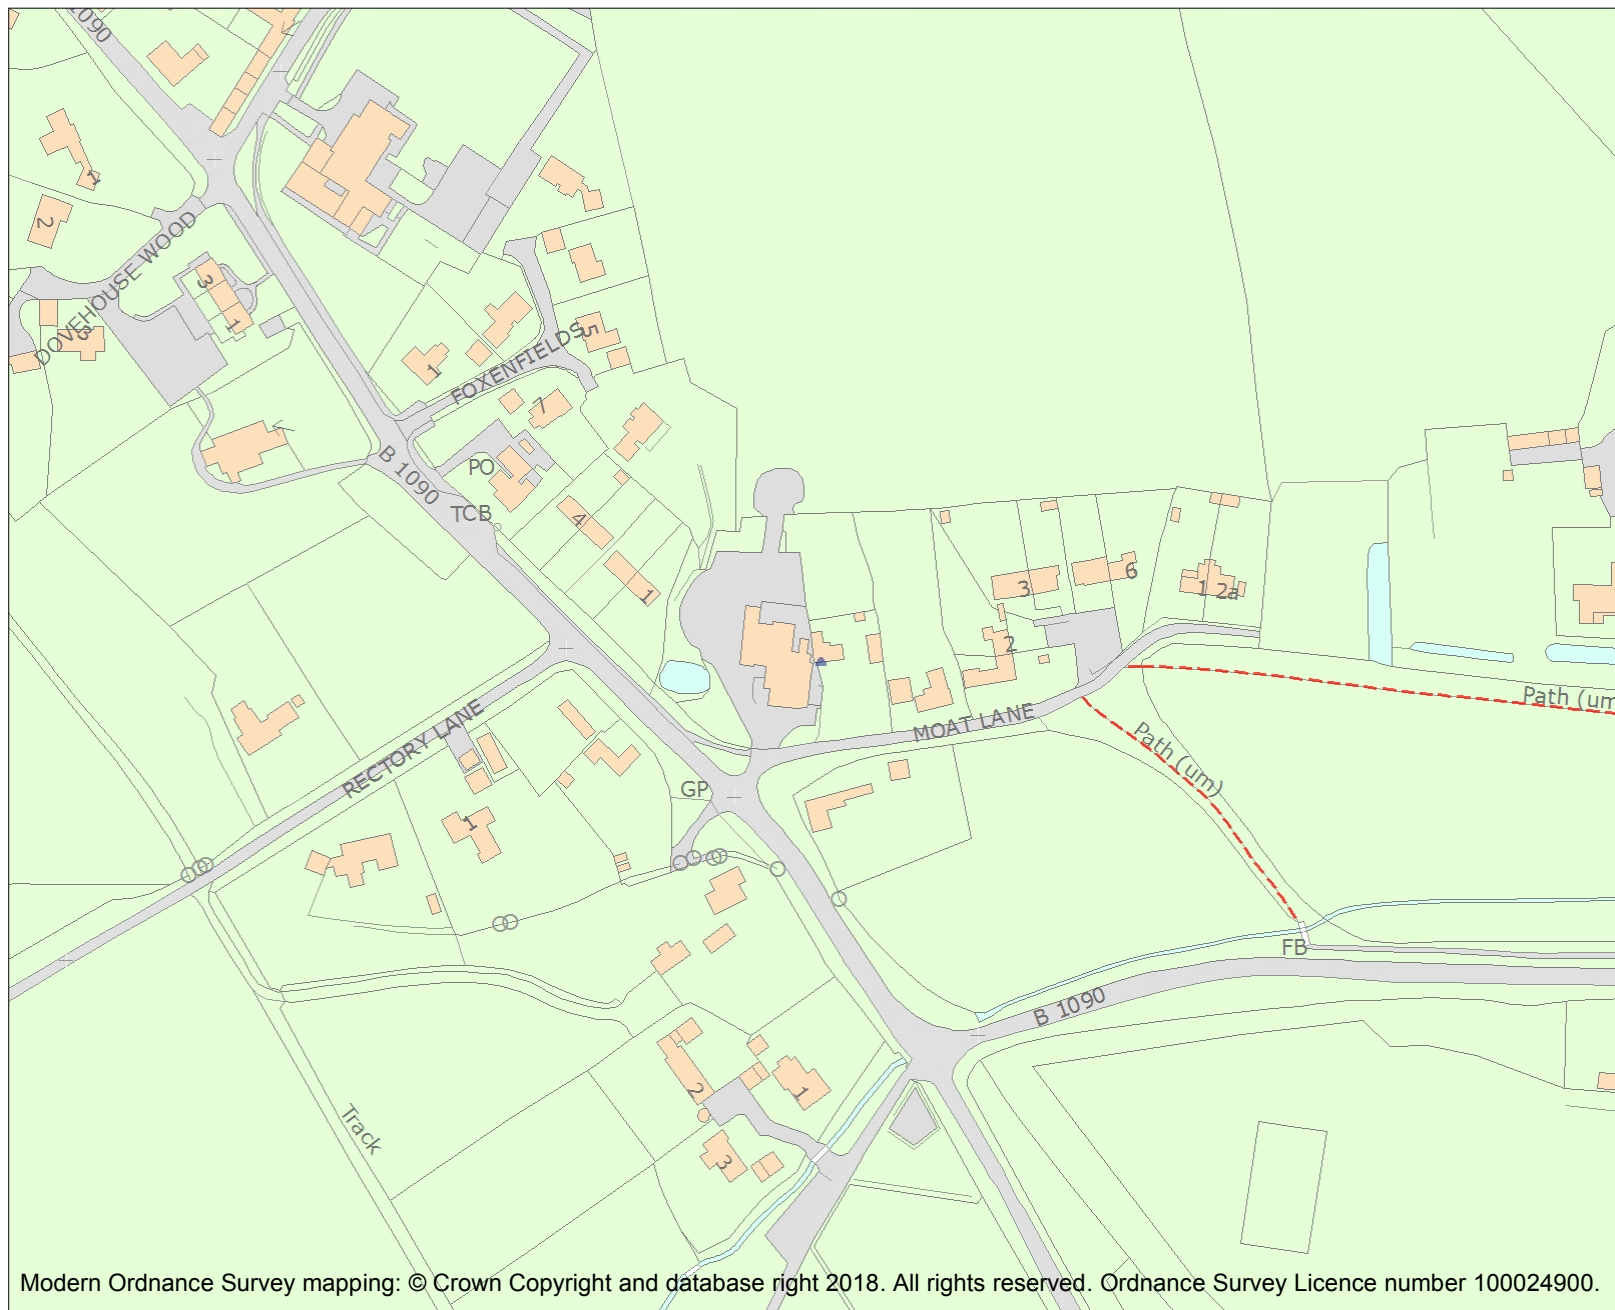 1090
1
2
DOVEHOUSE WOOD
3
1
3
5
FOXENFIELDS
1
7
B 1090
PO
TCB
4
1
3
6
1 2a
2
Path (um
MOAT LANE
RECTORY LANE
Path (um)
GP
1
FB
B 1090
2
1
3
Track
Modern Ordnance Survey mapping: © Crown Copyright and database right 2018. All rights reserved. Ordnance Survey Licence number 100024900.